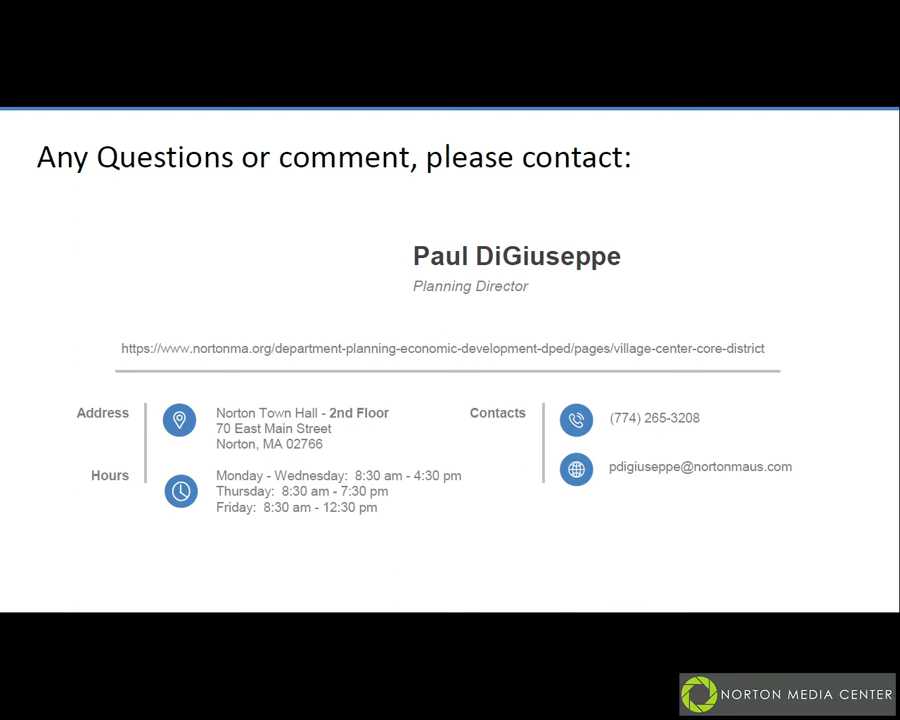 Any Questions or comment, please contact:
Paul DiGiuseppe
Planning Director
https://www.nortonma.org/department-planning-economic-development-dped/pages/village-center-core-district
Address
Norton Town Hall - 2nd Floor
70 East Main Street
Norton, MA 02766
Hours
Monday - Wednesday: 8:30 am - 4:30 pm
Thursday: 8:30 am - 7:30 pm
Friday: 8:30 am - 12:30 pm
Contacts
(774) 265-3208
pdigiuseppe@nortonmaus.com
NORTON MEDIA CENTER